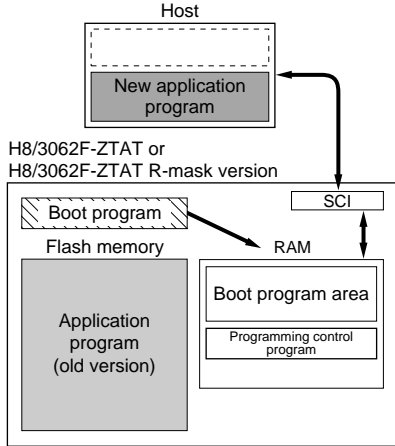 Host
New application
program
H8/3062F-ZTAT or
H8/3062F-ZTAT R-mask version
SCI
Boot program
Flash memory
RAM
Boot program area
Application
program
(old version)
Programming control
program